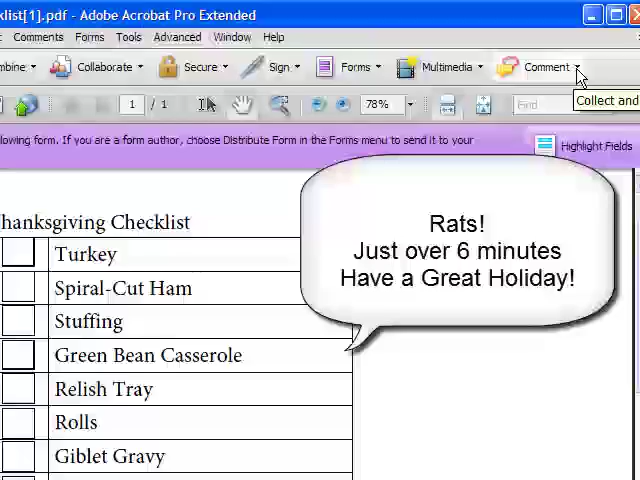 klist[1].pdf - Adobe Acrobat Pro Extended
Comments Forms Tools Advanced Window Help
mbine Collaborate Secure Sign Forms Multimedia Comment
1 / 1 78% Find
Collect and
llowing form. If you are a form author, choose Distribute Form in the Forms menu to send it to your
Highlight Fields
hanksgiving Checklist
Turkey
Spiral-Cut Ham
Stuffing
Green Bean Casserole
Relish Tray
Rolls
Giblet Gravy
Rats!
Just over 6 minutes
Have a Great Holiday!